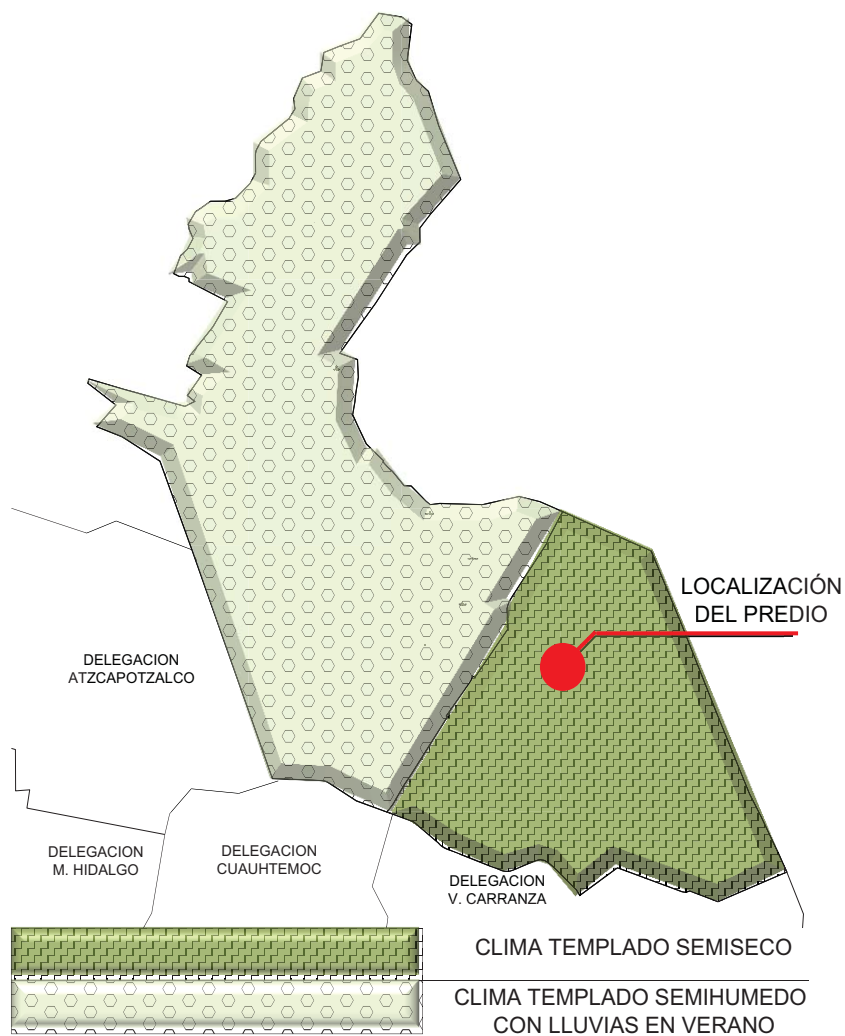 LOCALIZACIÓN
DEL PREDIO
DELEGACION
ATZCAPOTZALCO
DELEGACION
M. HIDALGO
DELEGACION
CUAUHTEMOC
DELEGACION
V. CARRANZA
CLIMA TEMPLADO SEMISECO
CLIMA TEMPLADO SEMIHUMEDO
CON LLUVIAS EN VERANO